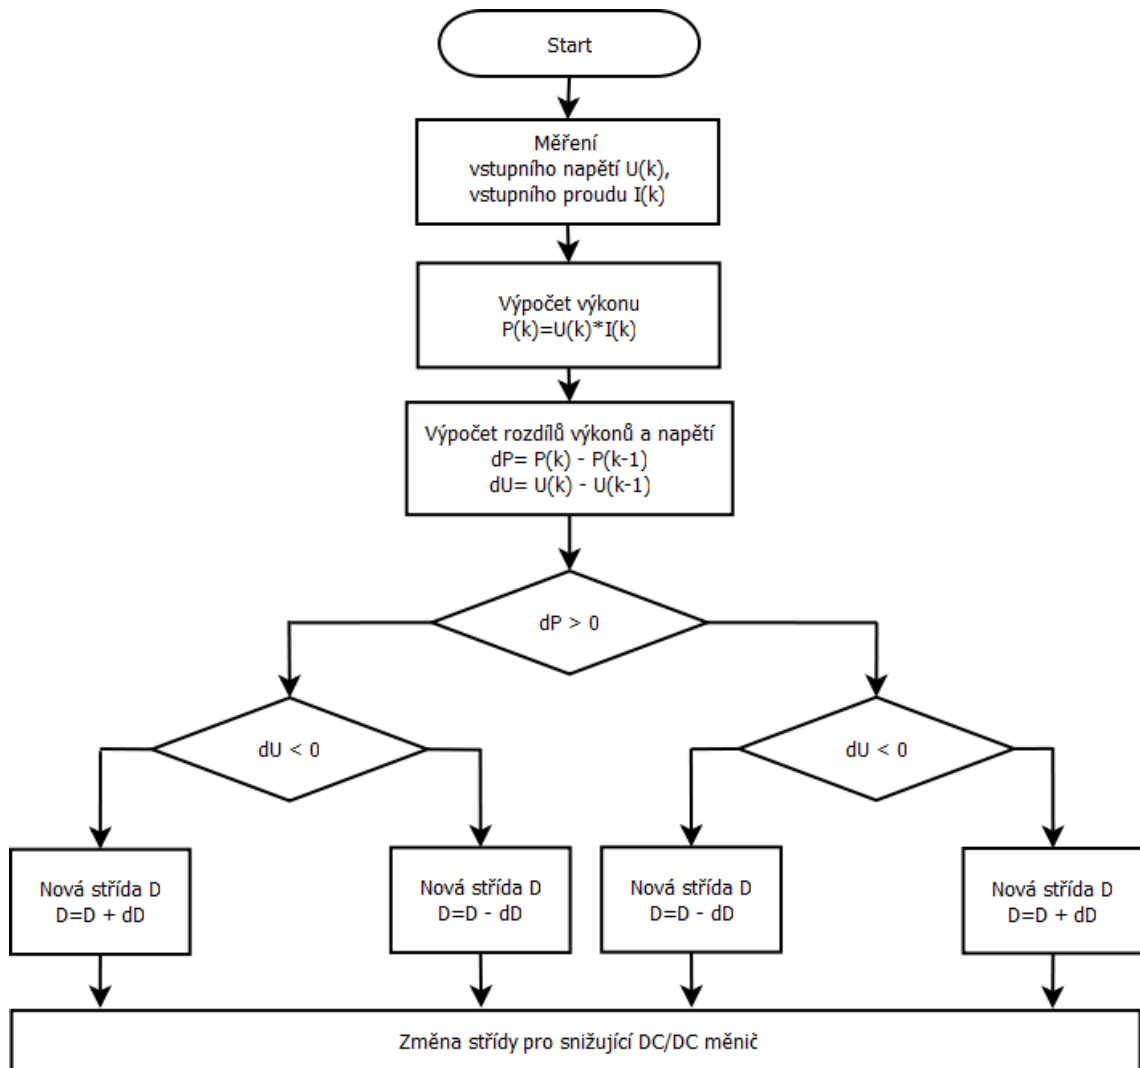 Start
Měření
vstupního napětí U(k),
vstupního proudu I(k)
Výpočet výkonu
P(k)=U(k)*I(k)
Výpočet rozdílů výkonů a napětí
dP= P(k) - P(k-1)
dU= U(k) - U(k-1)
dP > 0
dU < 0
dU < 0
Nová střída D
D=D + dD
Nová střída D
D=D - dD
Nová střída D
D=D - dD
Nová střída D
D=D + dD
Změna střídy pro snižující DC/DC měnič